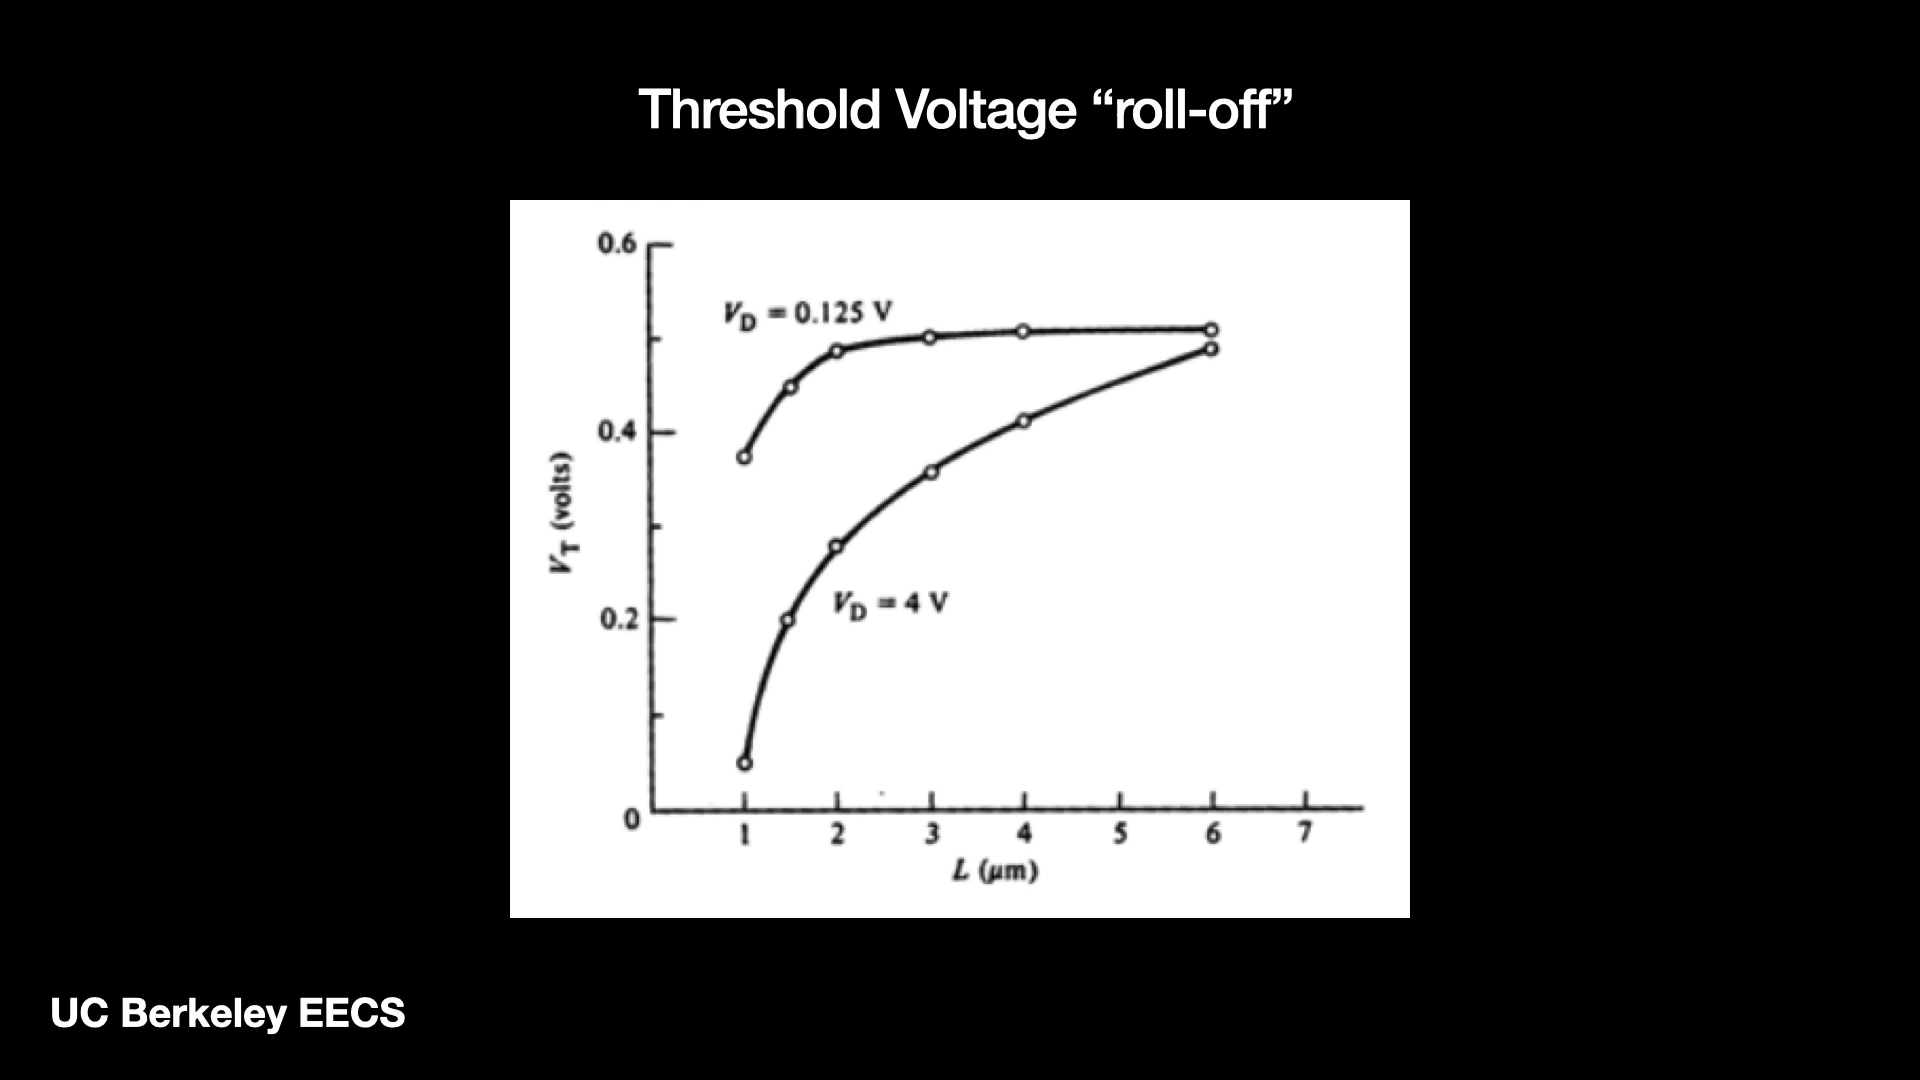 Threshold Voltage “roll-off”
0.6
V_D = 0.125 V
0.4
V_T (volts)
V_D = 4 V
0.2
0
1 2 3 4 5 6 7
L (μm)
UC Berkeley EECS